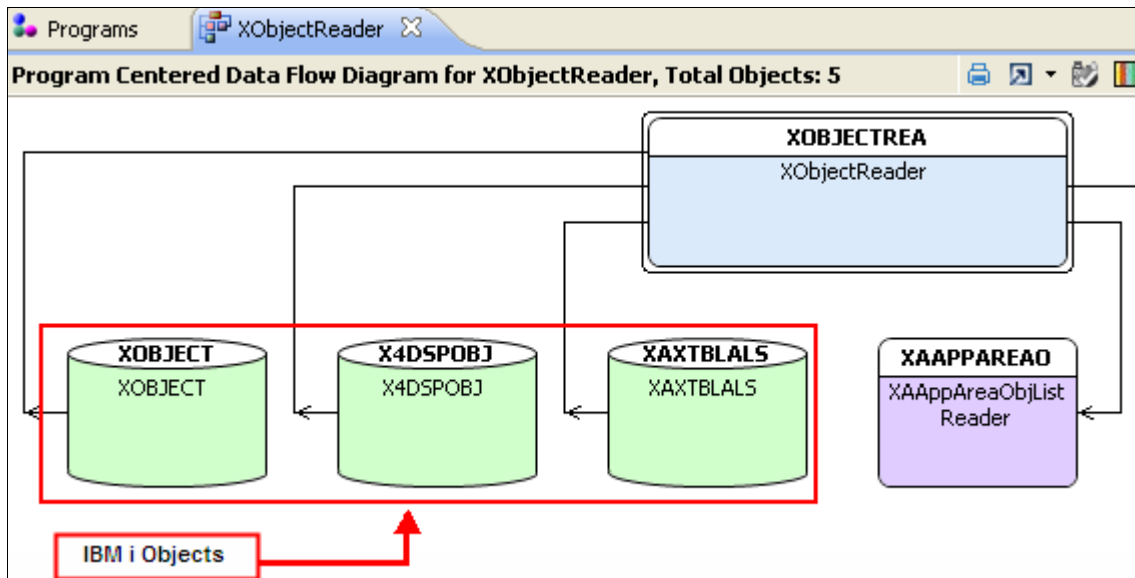 Programs
XObjectReader
Program Centered Data Flow Diagram for XObjectReader, Total Objects: 5
XOBJECTREA
XObjectReader
XOBJECT
XOBJECT
X4DSPOBJ
X4DSPOBJ
XAXTBLALS
XAXTBLALS
XAAPPAREAO
XAAppAreaObjList
Reader
IBM i Objects